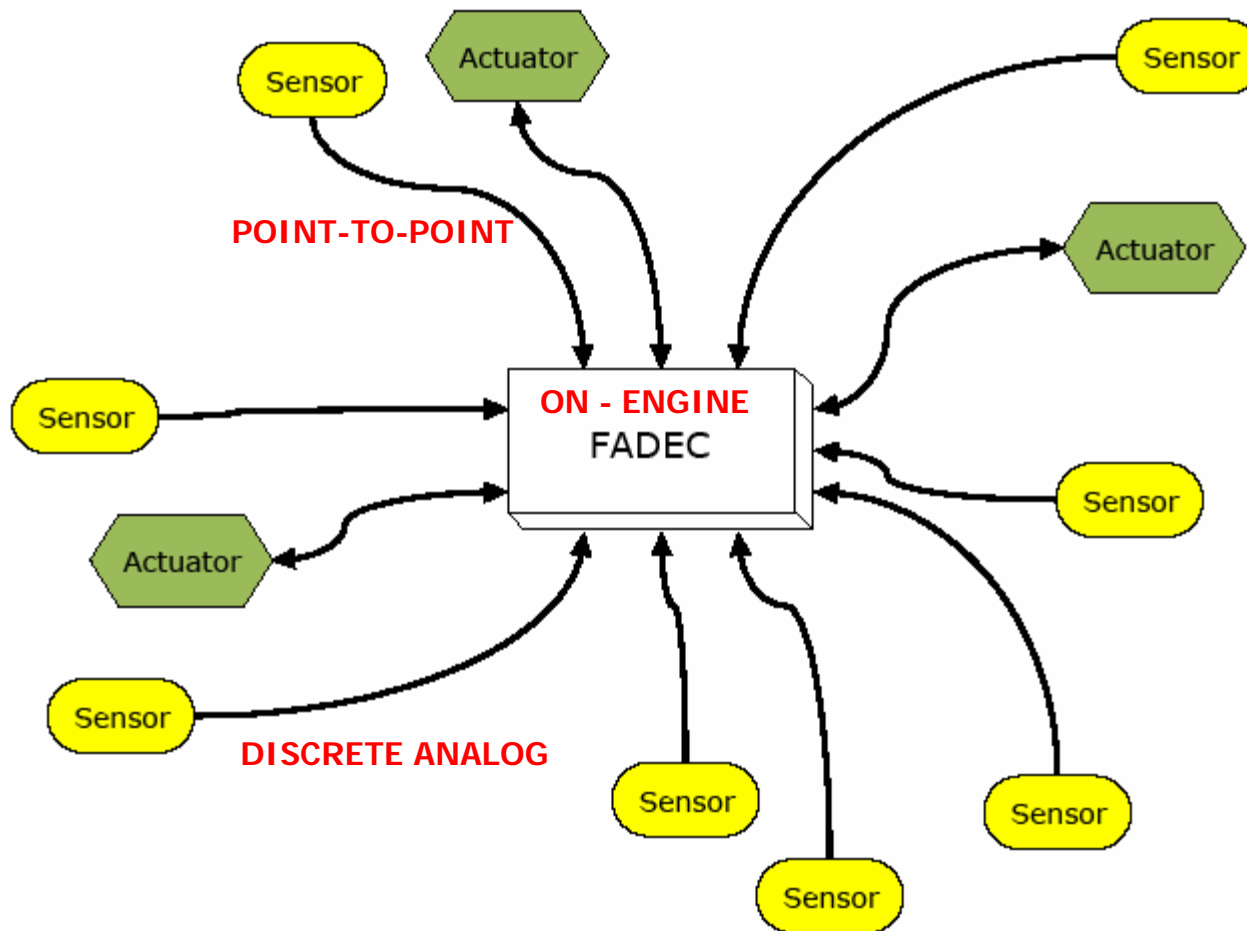 Actuator
Sensor
Sensor
POINT-TO-POINT
Actuator
ON - ENGINE
FADEC
Sensor
Sensor
Actuator
Sensor
DISCRETE ANALOG
Sensor
Sensor
Sensor